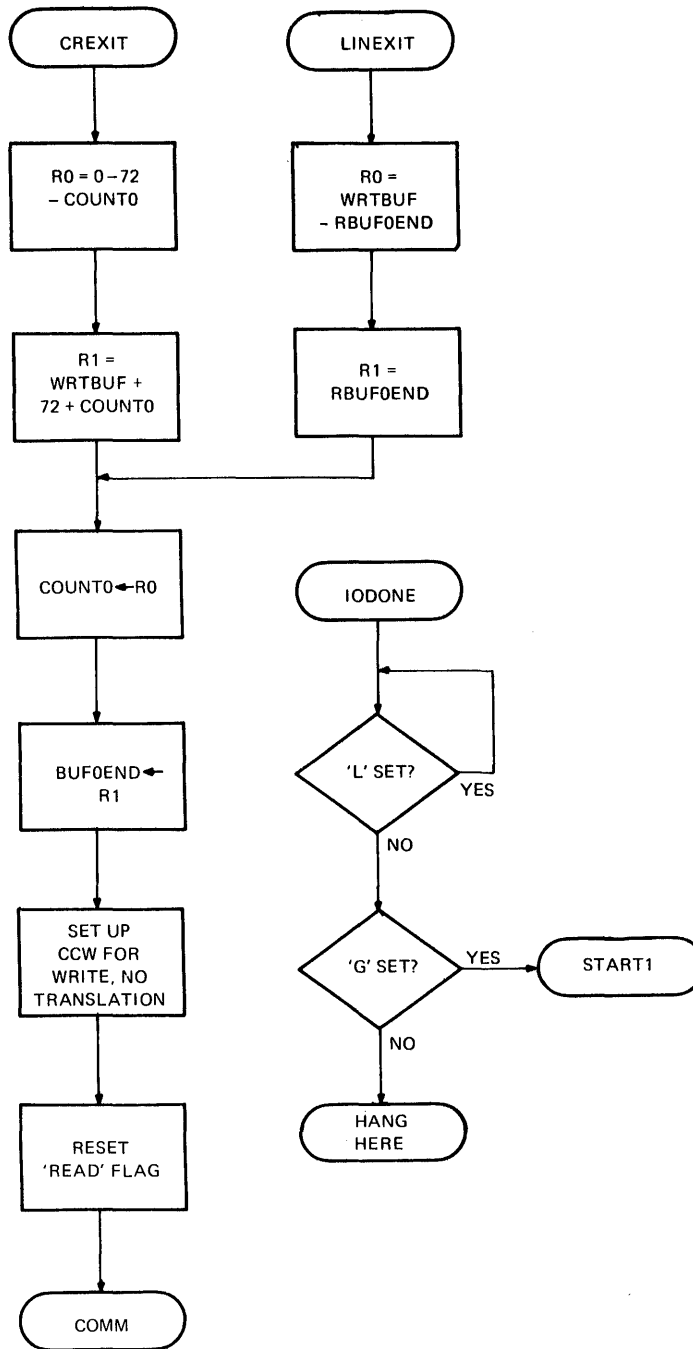 CREXIT
R0 = 0–72
– COUNT0
R1 =
WRTBUF +
72 + COUNT0
LINEXIT
R0 =
WRTBUF
– RBUF0END
R1 =
RBUF0END
COUNT0←R0
BUF0END←
R1
SET UP
CCW FOR
WRITE, NO
TRANSLATION
RESET
'READ' FLAG
COMM
IODONE
'L' SET?
YES
NO
'G' SET?
YES
START1
NO
HANG
HERE